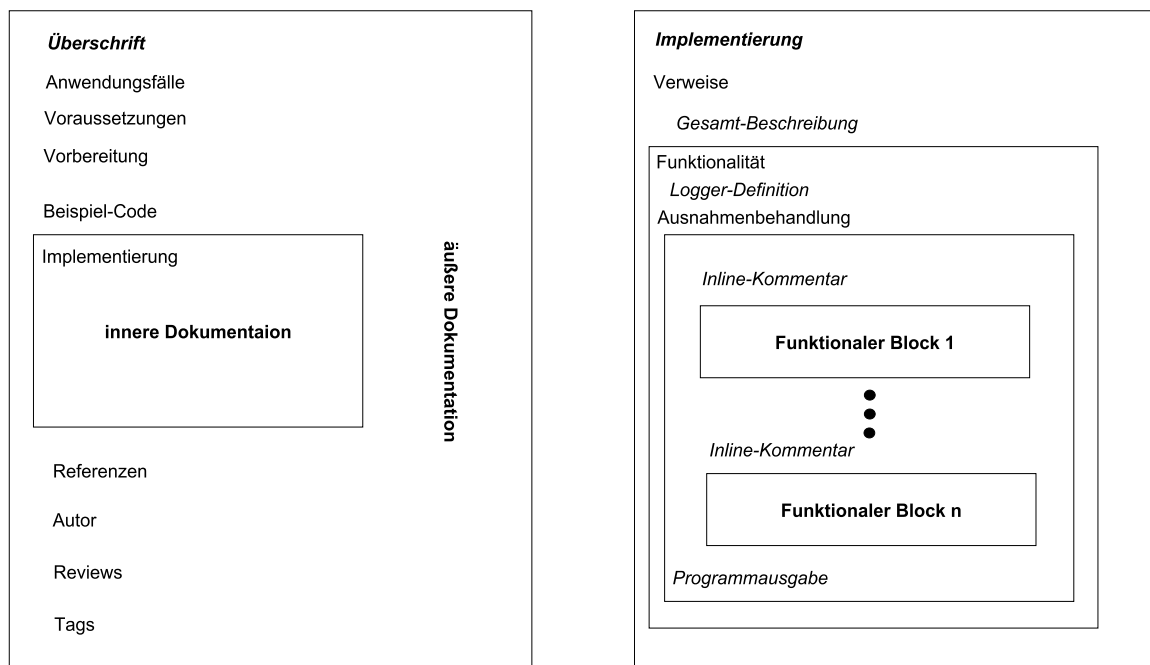 Überschrift
Anwendungsfälle
Voraussetzungen
Vorbereitung
Beispiel-Code
Implementierung
innere Dokumentaion
äußere Dokumentation
Referenzen
Autor
Reviews
Tags
Implementierung
Verweise
Gesamt-Beschreibung
Funktionalität
Logger-Definition
Ausnahmenbehandlung
Inline-Kommentar
Funktionaler Block 1
Inline-Kommentar
Funktionaler Block n
Programmausgabe